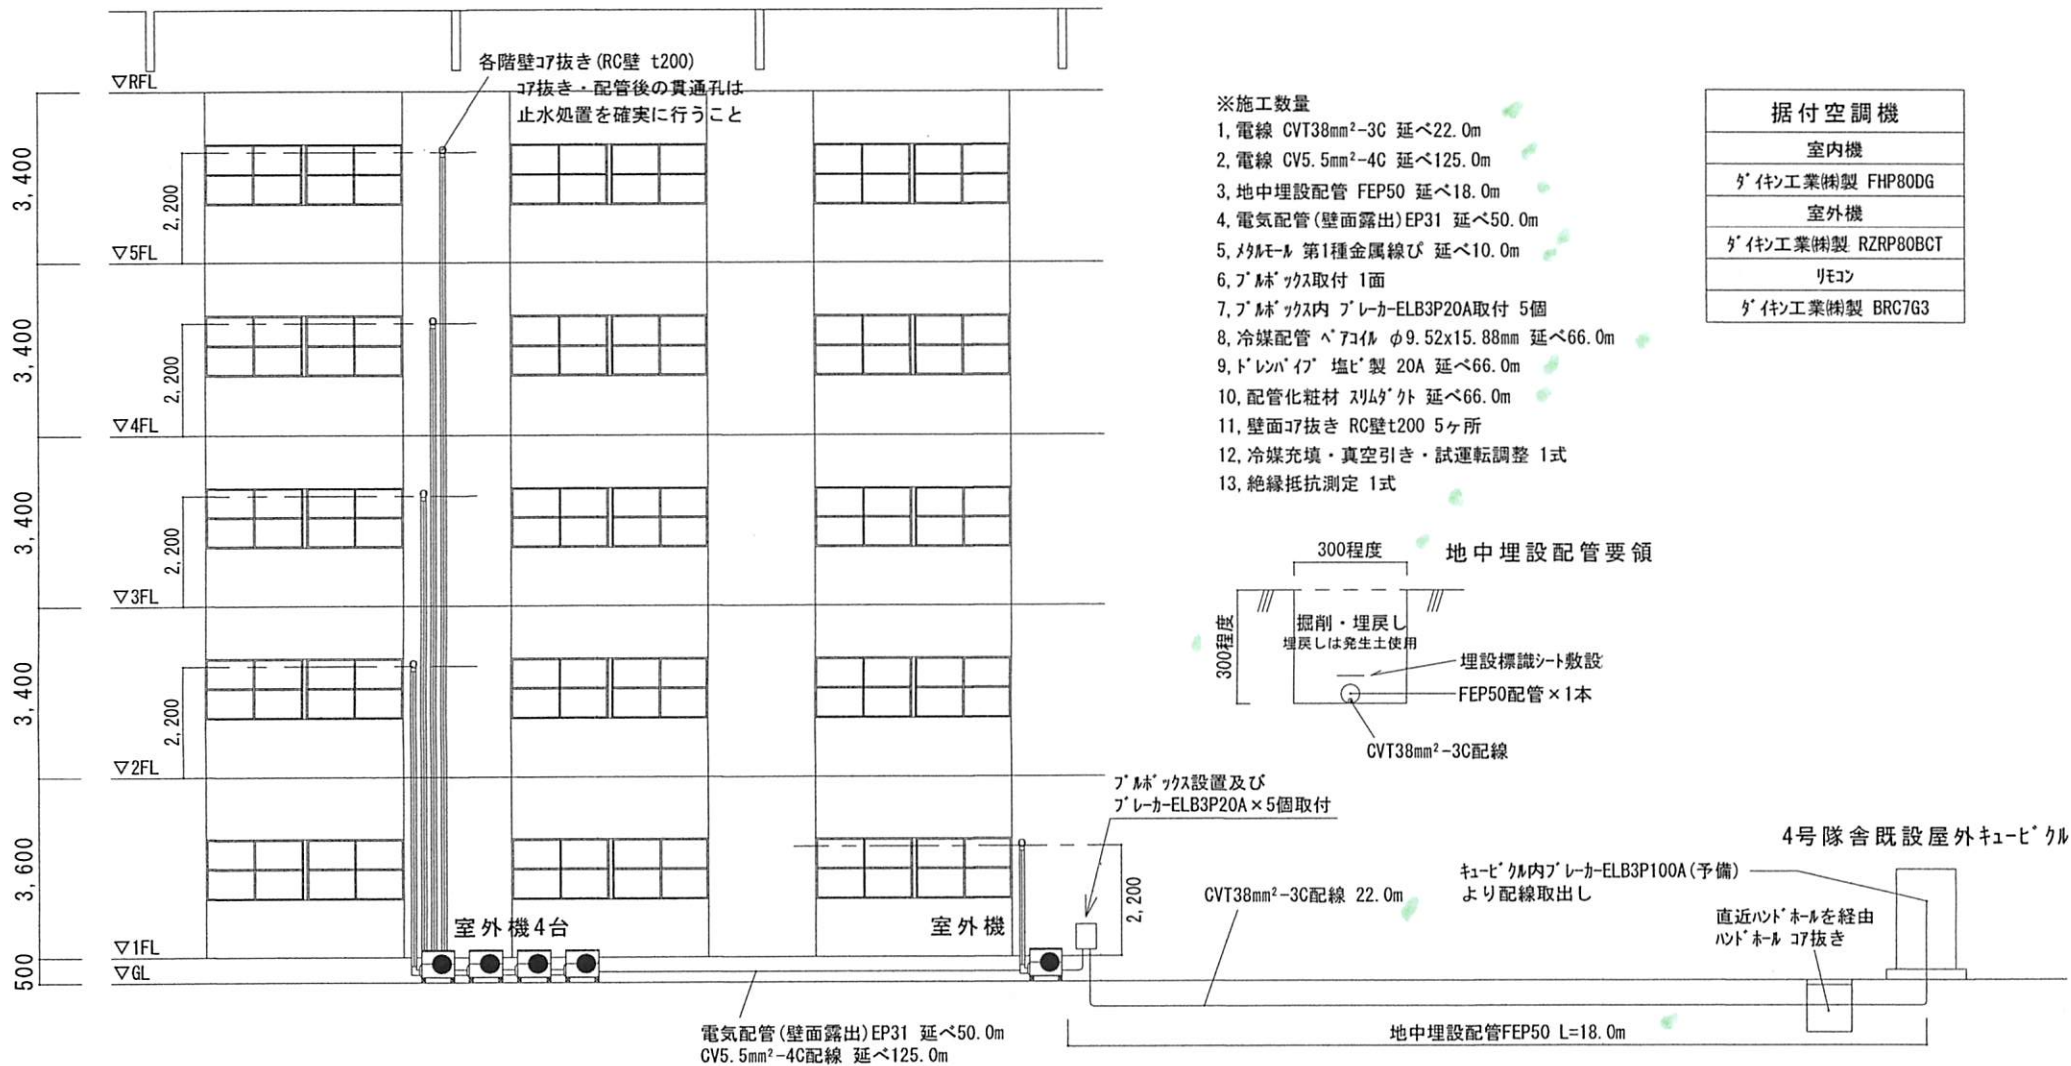 各階壁ｺｱ抜き(RC壁 t200)
ｺｱ抜き・配管後の貫通孔は
止水処置を確実に行うこと
▽RFL
▽5FL
▽4FL
▽3FL
▽2FL
▽1FL
▽GL
3,400
3,400
3,400
3,400
3,600
500
2,200
2,200
2,200
2,200
2,200
室外機4台
室外機
電気配管(壁面露出)EP31 延べ50.0m
CV5.5mm²-4C配線 延べ125.0m
※施工数量
1,電線 CVT38mm²-3C 延べ22.0m
2,電線 CV5.5mm²-4C 延べ125.0m
3,地中埋設配管 FEP50 延べ18.0m
4,電気配管(壁面露出)EP31 延べ50.0m
5,ﾒﾀﾙﾓｰﾙ 第1種金属線ぴ 延べ10.0m
6,ﾌﾟﾙﾎﾞｯｸｽ取付 1面
7,ﾌﾟﾙﾎﾞｯｸｽ内 ﾌﾞﾚｰｶｰELB3P20A取付 5個
8,冷媒配管 ﾍﾟｱｺｲﾙ φ9.52x15.88mm 延べ66.0m
9,ﾄﾞﾚﾝﾊﾟｲﾌﾟ 塩ﾋﾞ製 20A 延べ66.0m
10,配管化粧材 ｽﾘﾑﾀﾞｸﾄ 延べ66.0m
11,壁面ｺｱ抜き RC壁t200 5ヶ所
12,冷媒充填・真空引き・試運転調整 1式
13,絶縁抵抗測定 1式
据付空調機
室内機
ﾀﾞｲｷﾝ工業㈱製 FHP80DG
室外機
ﾀﾞｲｷﾝ工業㈱製 RZRP80BCT
ﾘﾓｺﾝ
ﾀﾞｲｷﾝ工業㈱製 BRC7G3
地中埋設配管要領
300程度
300程度
掘削・埋戻し
埋戻しは発生土使用
埋設標識ｼｰﾄ敷設
FEP50配管×1本
CVT38mm²-3C配線
ﾌﾟﾙﾎﾞｯｸｽ設置及び
ﾌﾞﾚｰｶｰELB3P20A×5個取付
CVT38mm²-3C配線 22.0m
4号隊舎既設屋外ｷｭｰﾋﾞｸﾙ
ｷｭｰﾋﾞｸﾙ内ﾌﾞﾚｰｶｰELB3P100A(予備)
より配線取出し
直近ﾊﾝﾄﾞﾎｰﾙを経由
ﾊﾝﾄﾞﾎｰﾙ ｺｱ抜き
地中埋設配管FEP50 L=18.0m